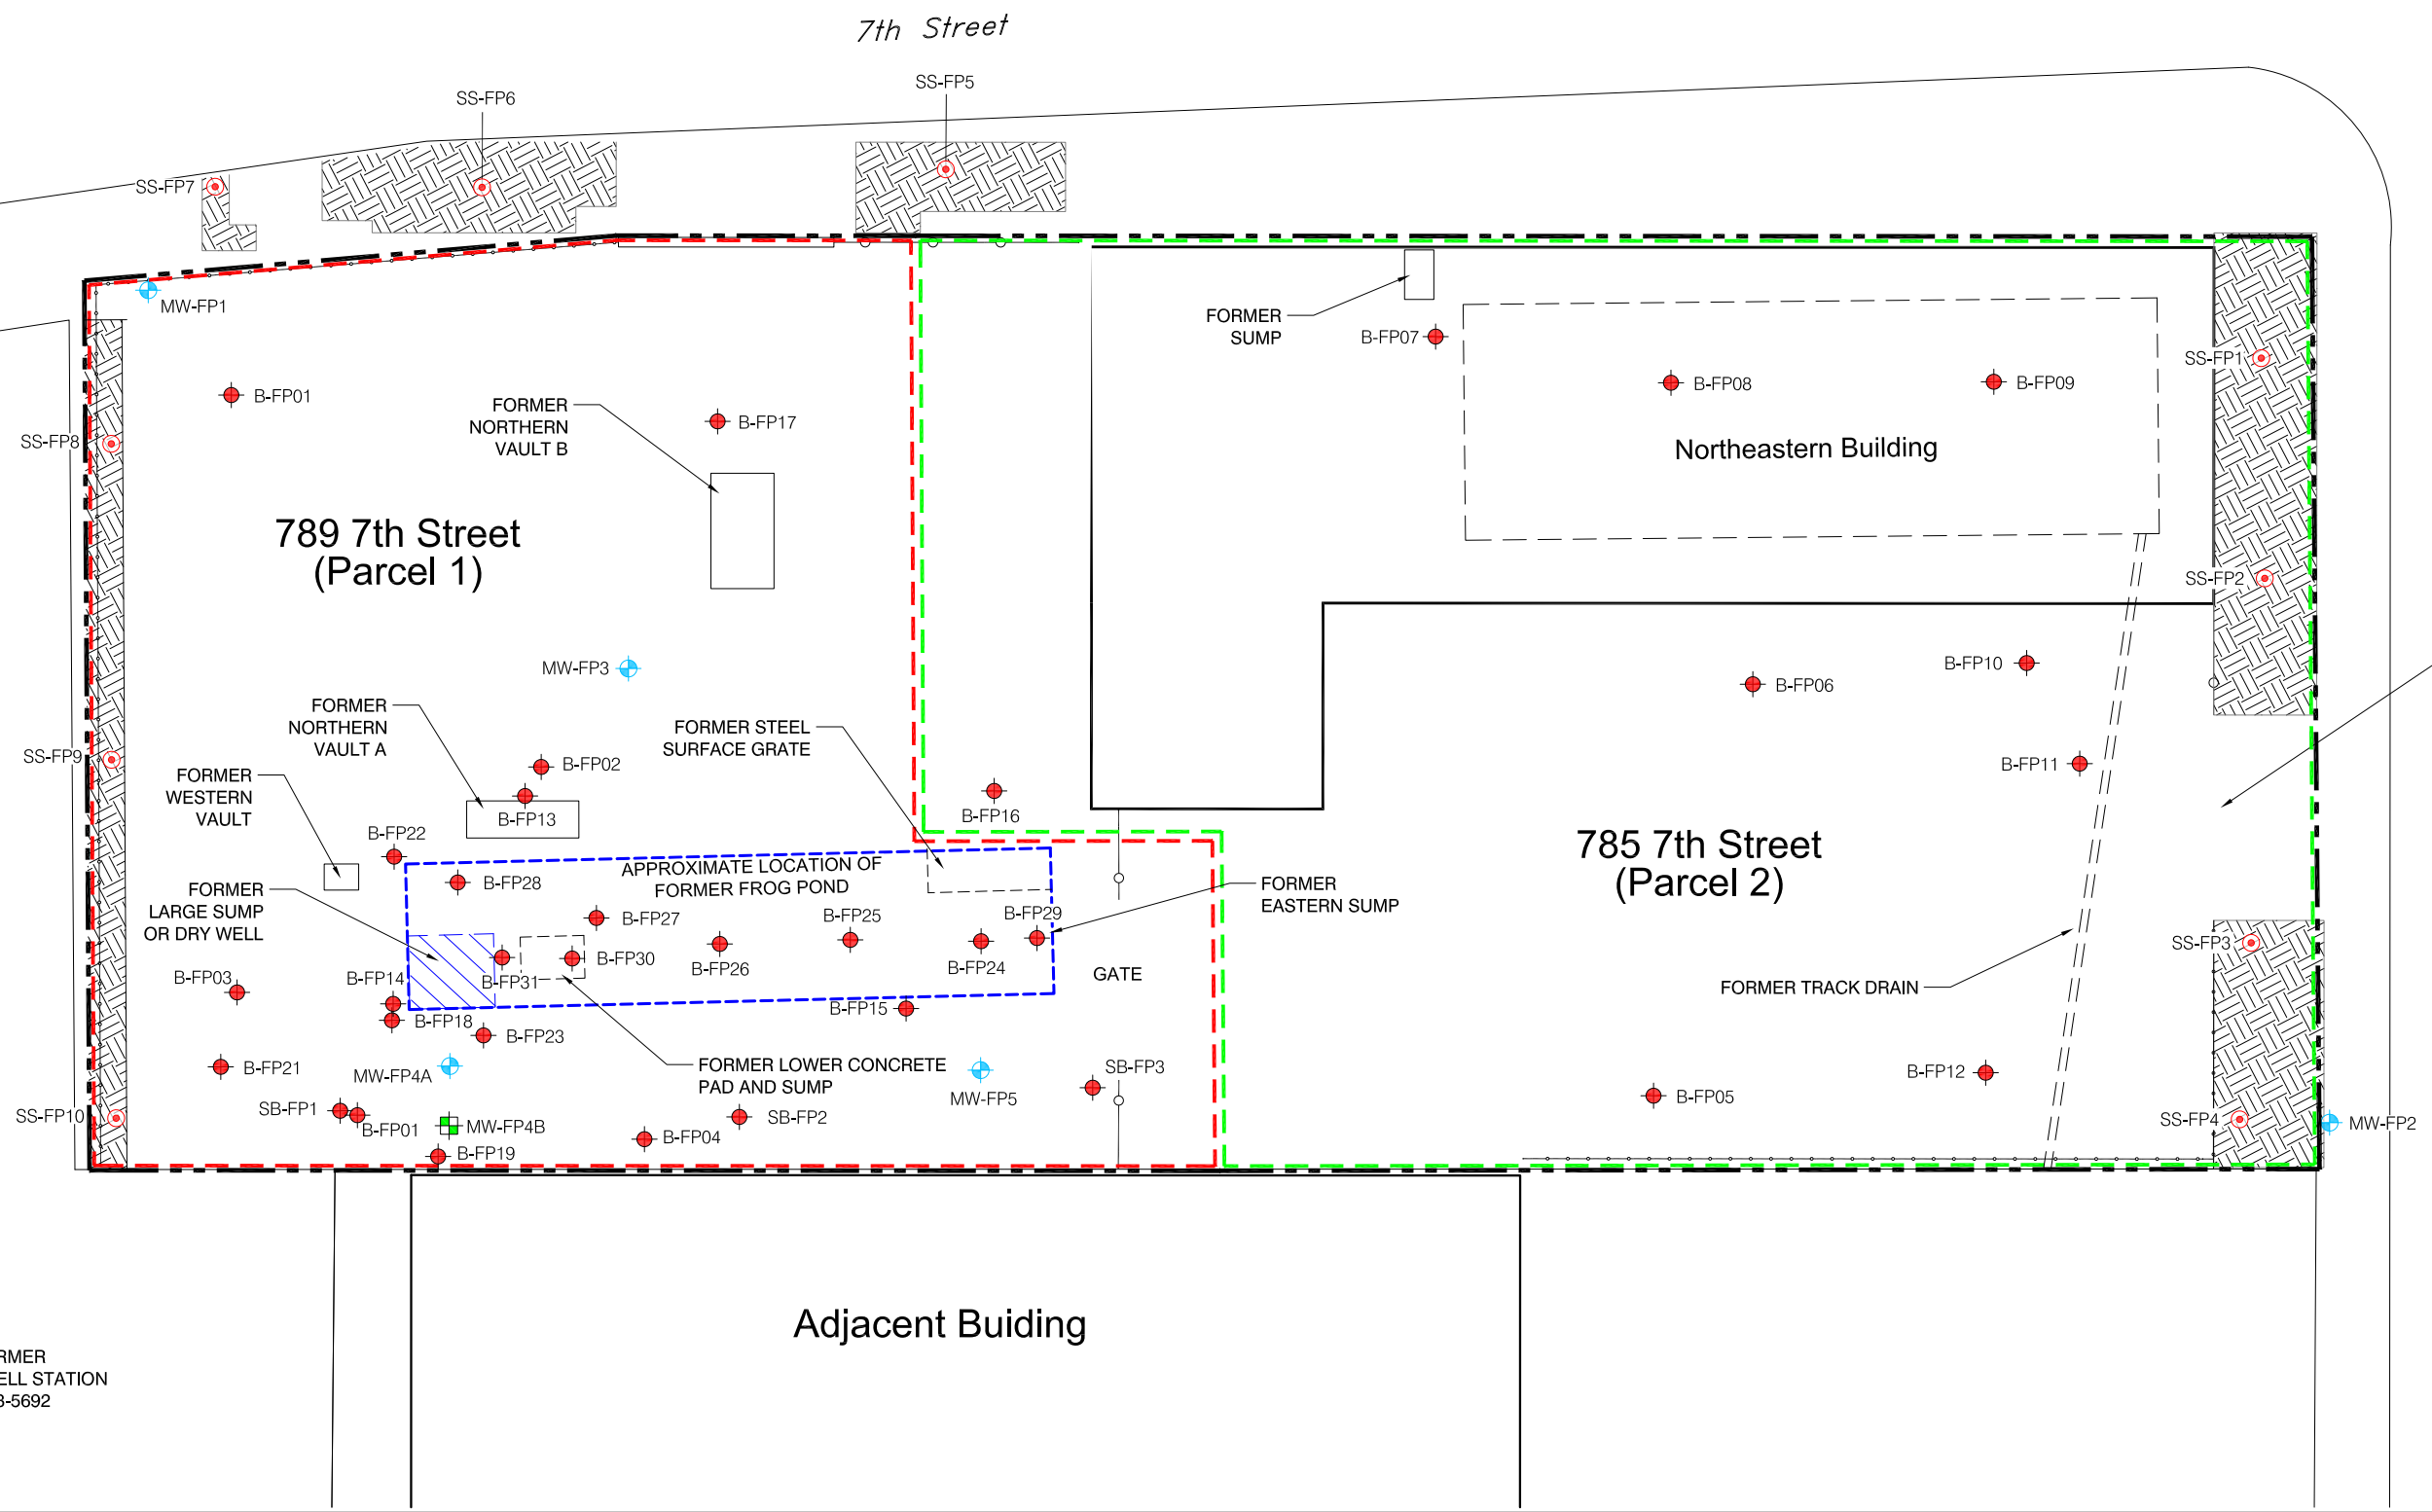 7th Street
SS-FP5
SS-FP6
SS-FP7
MW-FP1
FORMER
SUMP
B-FP07
SS-FP1
B-FP08
B-FP09
B-FP01
FORMER
NORTHERN
VAULT B
B-FP17
SS-FP8
Northeastern Building
789 7th Street
(Parcel 1)
SS-FP2
MW-FP3
B-FP10
B-FP06
FORMER
NORTHERN
VAULT A
FORMER STEEL
SURFACE GRATE
SS-FP9
B-FP02
B-FP11
FORMER
WESTERN
VAULT
B-FP13
B-FP16
B-FP22
785 7th Street
(Parcel 2)
APPROXIMATE LOCATION OF
FORMER FROG POND
B-FP28
FORMER
LARGE SUMP
OR DRY WELL
FORMER
EASTERN SUMP
B-FP27
B-FP25
B-FP29
SS-FP3
B-FP30
B-FP26
B-FP24
GATE
B-FP03
B-FP14
B-FP31
FORMER TRACK DRAIN
B-FP15
B-FP18
B-FP23
B-FP21
MW-FP4A
FORMER LOWER CONCRETE
PAD AND SUMP
SB-FP3
MW-FP5
B-FP12
B-FP05
SB-FP1
SS-FP10
B-FP01
MW-FP4B
SB-FP2
B-FP04
B-FP19
SS-FP4
MW-FP2
Adjacent Buiding
RMER
ELL STATION
3-5692